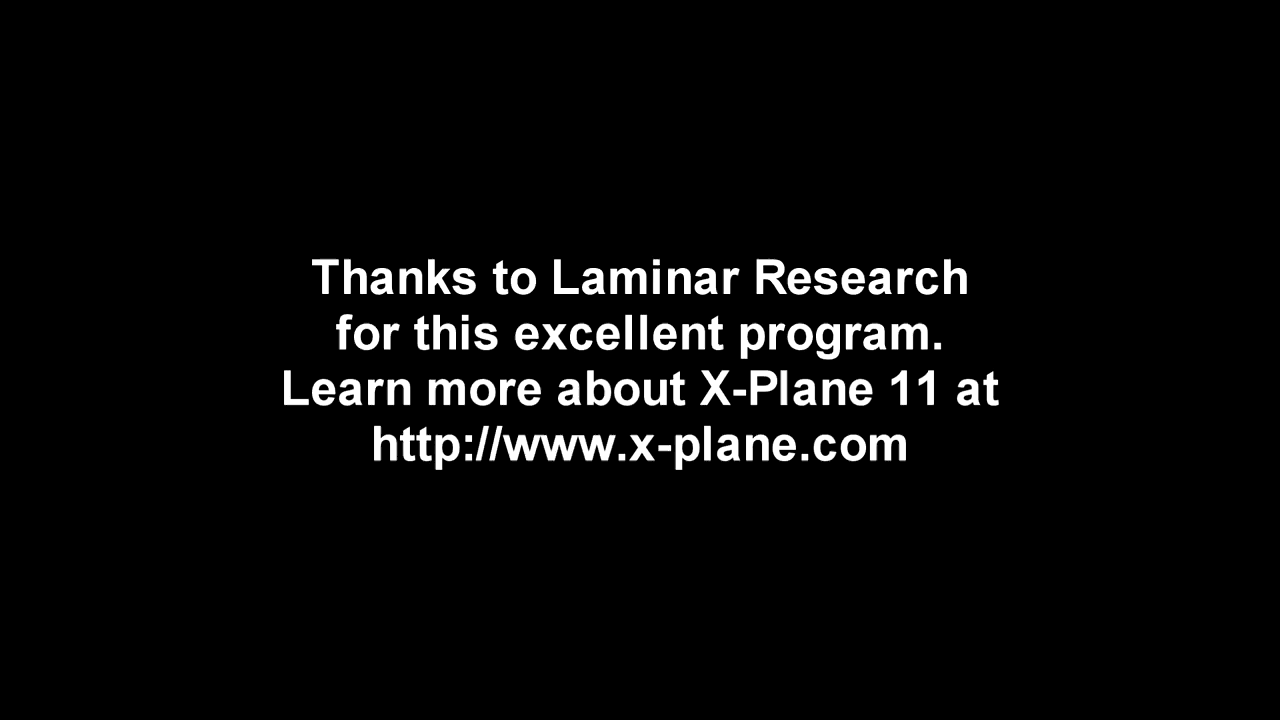 Thanks to Laminar Research
for this excellent program.
Learn more about X-Plane 11 at
http://www.x-plane.com